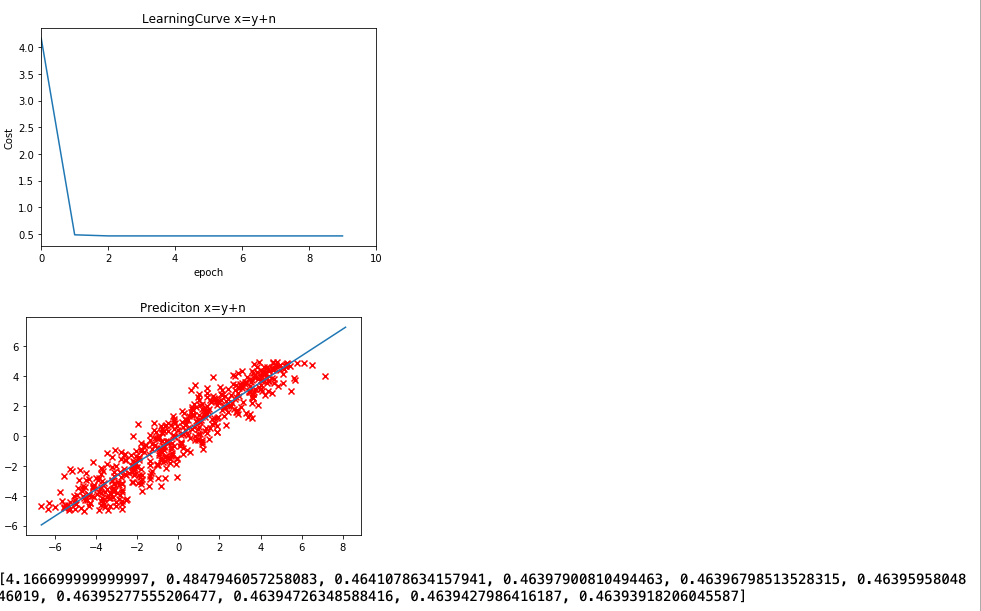 LearningCurve x=y+n
4.0
3.5
3.0
2.5
2.0
1.5
1.0
0.5
Cost
0 2 4 6 8 10
epoch
Prediciton x=y+n
6
4
2
0
−2
−4
−6
−6 −4 −2 0 2 4 6 8
[4.166699999999997, 0.4847946057258083, 0.4641078634157941, 0.46397900810494463, 0.46396798513528315, 0.46395958048
46019, 0.46395277555206477, 0.46394726348588416, 0.4639427986416187, 0.46393918206045587]